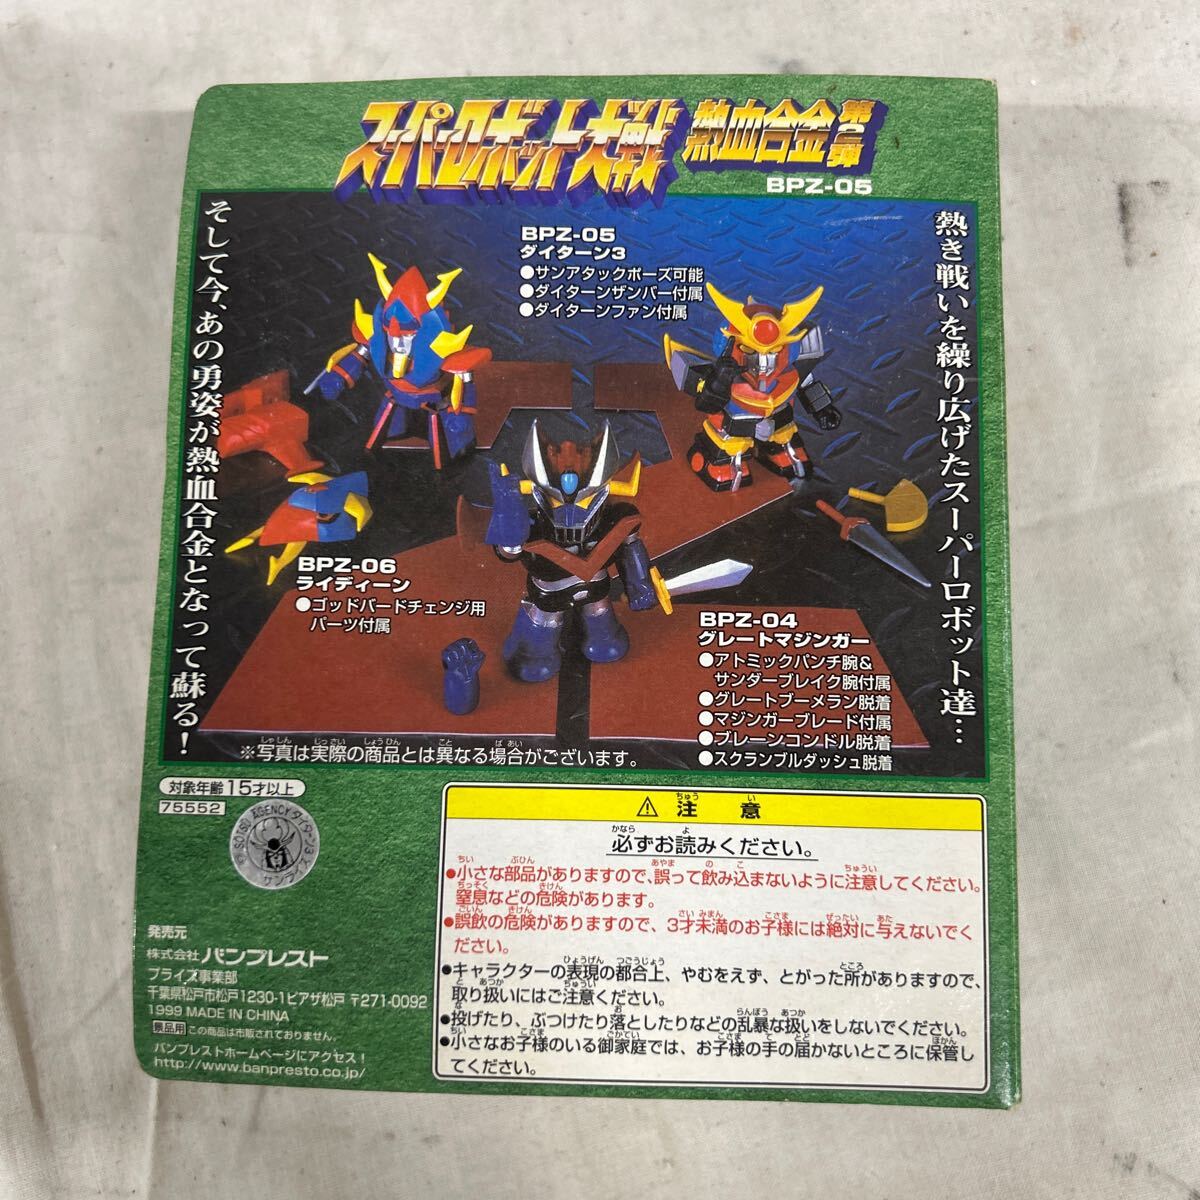 スーパーロボット大戦 熱血合金 第2弾
BPZ-05
熱き戦いを繰り広げたスーパーロボット達…
そして今、あの勇姿が熱血合金となって蘇る!
BPZ-05
ダイターン3
●サンアタックポーズ可能
●ダイターンザンバー付属
●ダイターンファン付属
BPZ-06
ライディーン
●ゴッドバードチェンジ用
パーツ付属
BPZ-04
グレートマジンガー
●アトミックパンチ腕&
サンダーブレイク腕付属
●グレートブーメラン脱着
●マジンガーブレード付属
●ブレーンコンドル脱着
●スクランブルダッシュ脱着
※写真は実際の商品とは異なる場合がございます。
対象年齢15才以上
75552
© SOTSU AGENCY
サンライズ
⚠注意
必ずお読みください。
●小さな部品がありますので、誤って飲み込まないように注意してください。
窒息などの危険があります。
●誤飲の危険がありますので、3才未満のお子様には絶対に与えないでく
ださい。
●キャラクターの表現の都合上、やむをえず、とがった所がありますので、
取り扱いにはご注意ください。
●投げたり、ぶつけたり落としたりなどの乱暴な扱いをしないでください。
●小さなお子様のいる御家庭では、お子様の手の届かないところに保管し
てください。
発売元
株式会社 バンプレスト
プライズ事業部
千葉県松戸市松戸1230-1ピアザ松戸 〒271-0092
1999 MADE IN CHINA
景品用 この商品は市販されておりません。
バンプレストホームページにアクセス!
http://www.banpresto.co.jp/